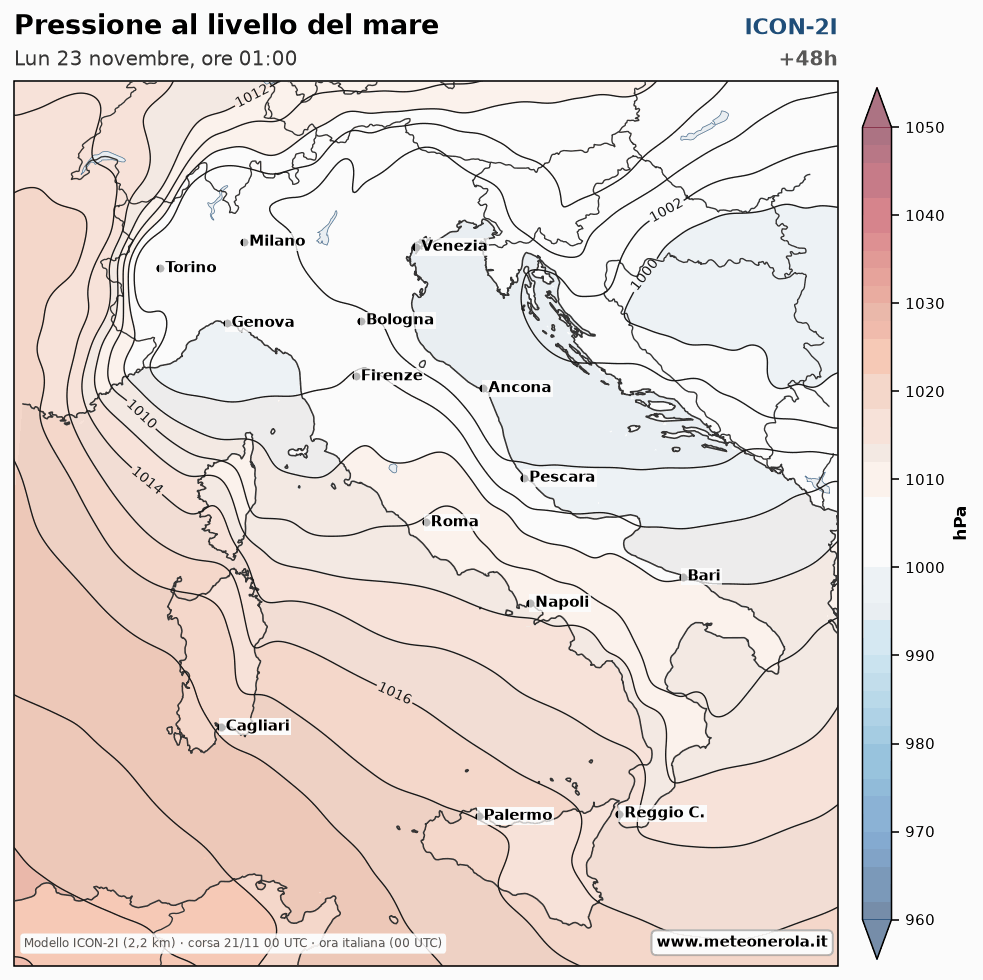 Pressione al livello del mare
ICON-2I
Lun 23 novembre, ore 01:00
+48h
1012
1002
1000
Milano
Venezia
Torino
Genova
Bologna
Firenze
Ancona
1010
1014
Pescara
Roma
Bari
Napoli
1016
Cagliari
Palermo
Reggio C.
Modello ICON-2I (2,2 km) · corsa 21/11 00 UTC · ora italiana (00 UTC)
www.meteonerola.it
1050
1040
1030
1020
1010
1000
990
980
970
960
hPa